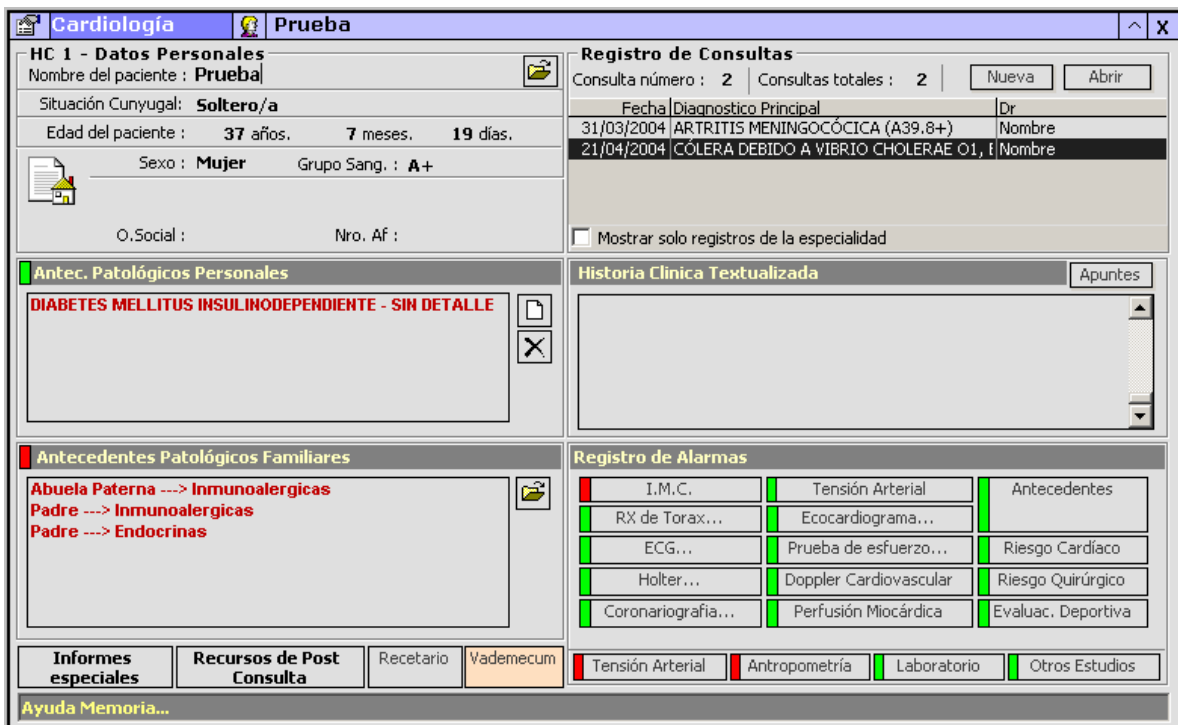 Cardiología Prueba ^ X
HC 1 - Datos Personales
Nombre del paciente : Prueba
Situación Cunyugal: Soltero/a
Edad del paciente : 37 años. 7 meses. 19 días.
Sexo : Mujer Grupo Sang. : A+
O.Social : Nro. Af :
Registro de Consultas
Consulta número : 2 Consultas totales : 2 Nueva Abrir
Fecha Diagnostico Principal Dr
31/03/2004 ARTRITIS MENINGOCÓCICA (A39.8+) Nombre
21/04/2004 CÓLERA DEBIDO A VIBRIO CHOLERAE O1, Nombre
Mostrar solo registros de la especialidad
Antec. Patológicos Personales
DIABETES MELLITUS INSULINODEPENDIENTE - SIN DETALLE
Historia Clinica Textualizada Apuntes
Antecedentes Patológicos Familiares
Abuela Paterna ---> Inmunoalergicas
Padre ---> Inmunoalergicas
Padre ---> Endocrinas
Registro de Alarmas
I.M.C. Tensión Arterial Antecedentes
RX de Torax... Ecocardiograma...
ECG... Prueba de esfuerzo... Riesgo Cardíaco
Holter... Doppler Cardiovascular Riesgo Quirúrgico
Coronariografia... Perfusión Miocárdica Evaluac. Deportiva
Informes especiales Recursos de Post Consulta Recetario Vademecum
Tensión Arterial Antropometría Laboratorio Otros Estudios
Ayuda Memoria...